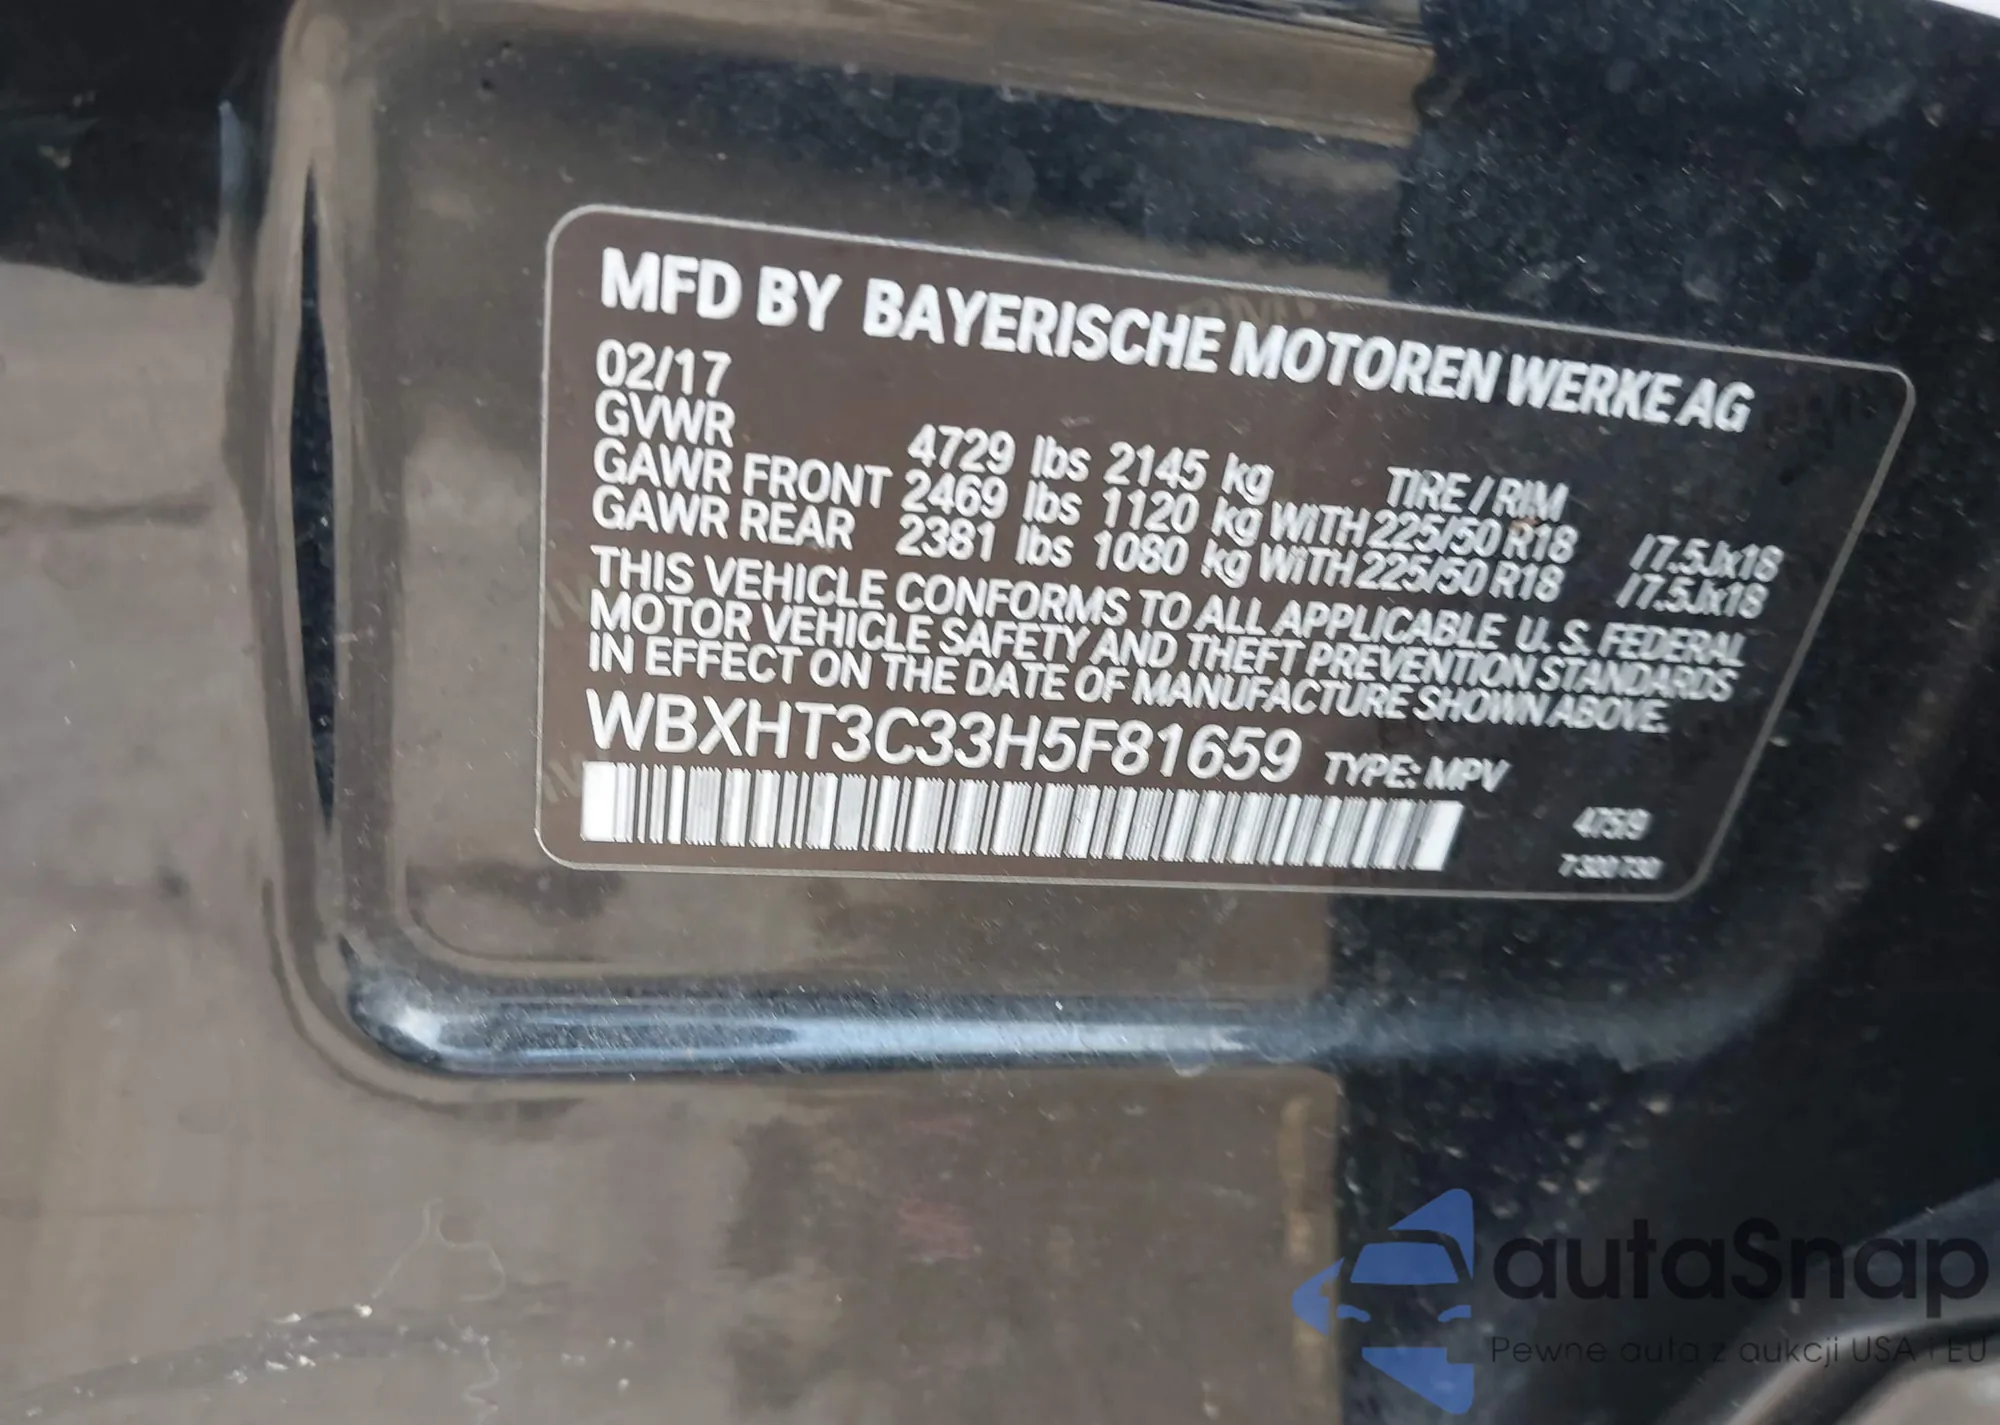 MFD BY BAYERISCHE MOTOREN WERKE AG
02/17
GVWR 4729 lbs 2145 kg TIRE / RIM
GAWR FRONT 2469 lbs 1120 kg WITH 225/50 R18 /7.5Jx18
GAWR REAR 2381 lbs 1080 kg WITH 225/50 R18 /7.5Jx18
THIS VEHICLE CONFORMS TO ALL APPLICABLE U. S. FEDERAL
MOTOR VEHICLE SAFETY AND THEFT PREVENTION STANDARDS
IN EFFECT ON THE DATE OF MANUFACTURE SHOWN ABOVE.
WBXHT3C33H5F81659 TYPE: MPV
autaSnap
Pewne auta z aukcji USA i EU